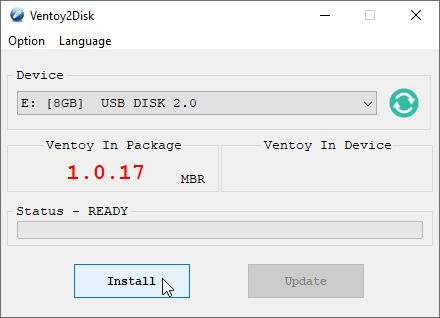 Ventoy2Disk
Option Language
Device
E: [8GB] USB DISK 2.0
Ventoy In Package Ventoy In Device
1.0.17 MBR
Status - READY
Install Update